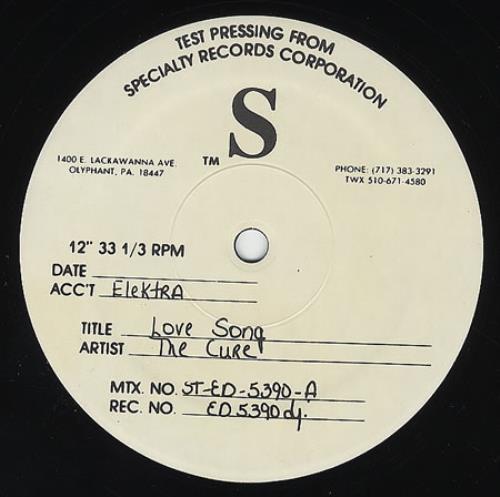 TEST PRESSING FROM
SPECIALTY RECORDS CORPORATION
TM S
1400 E. LACKAWANNA AVE.
OLYPHANT, PA. 18447
PHONE: (717) 383-3291
TWX 510-671-4580
12" 33 1/3 RPM
DATE
ACC'T ElektRA
TITLE Love Song
ARTIST The Cure
MTX. NO. ST-ED-5390-A
REC. NO. ED 5390 dj.